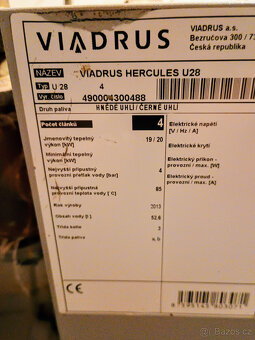 VIADRUS
VIADRUS a.s.
Bezručova 300 / 7
Česká republika
NÁZEV VIADRUS HERCULES U28
Typ U 28 4
Vyr. číslo 490004300488
Druh paliva HNĚDÉ UHLÍ/ČERNÉ UHLÍ
Počet článků 4
Jmenovitý tepelný výkon [kW] 19 / 20
Minimální tepelný výkon [kW]
Nejvyšší přípustný provozní přetlak vody [bar] 4
Nejvyšší přípustná provozní teplota vody [°C]
Rok výroby 2013
Obsah vody [l] 52,6
Třída kotle 3
Třída paliva a, b
Elektrické napětí [V / Hz / A]
Elektrické krytí
Elektrický příkon - provozní / max. [W]
Elektrický proud - provozní / max. [A]
CE
bazos.cz